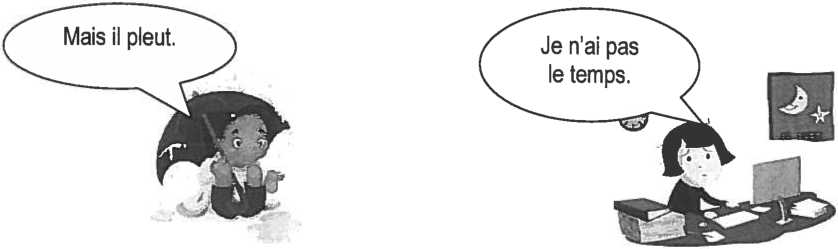 Mais il pleut.
Je n'ai pas
le temps.